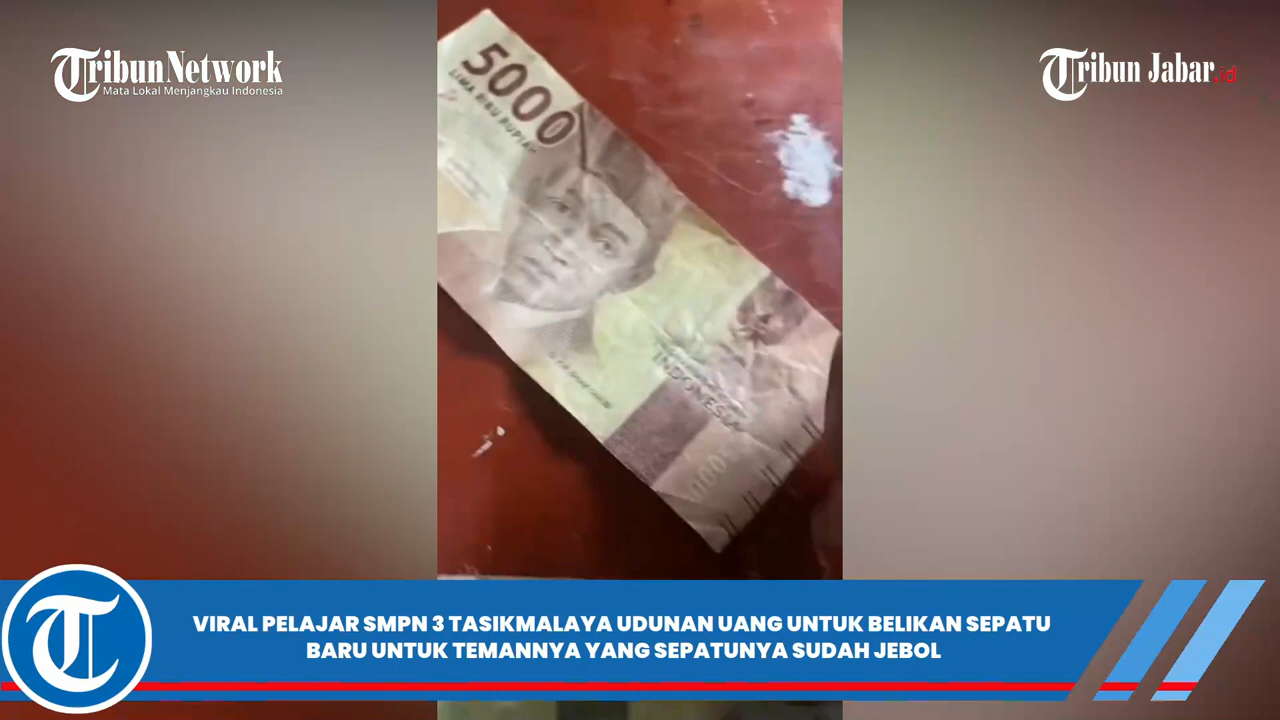 TribunNetwork
Mata Lokal Menjangkau Indonesia
Tribun Jabar.id
5000
LIMA RIBU RUPIAH
INDONESIA
VIRAL PELAJAR SMPN 3 TASIKMALAYA UDUNAN UANG UNTUK BELIKAN SEPATU
BARU UNTUK TEMANNYA YANG SEPATUNYA SUDAH JEBOL